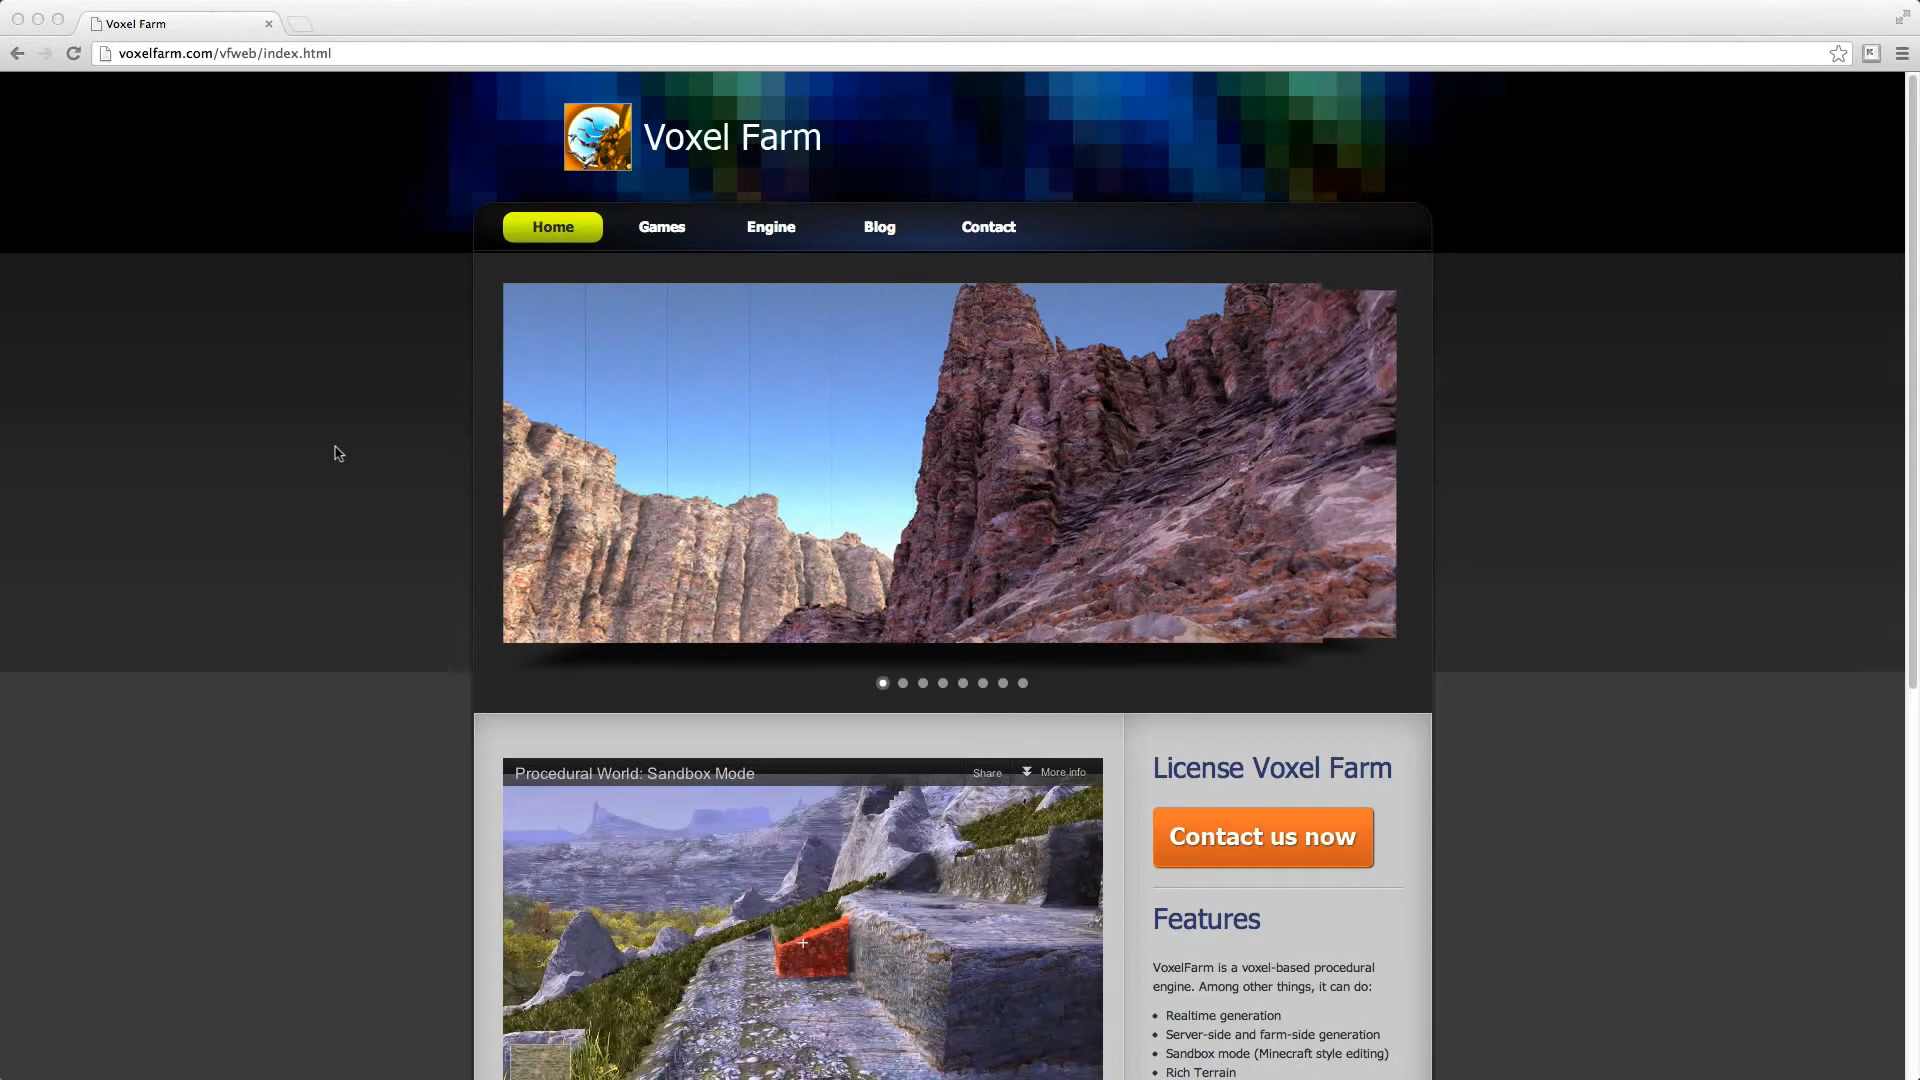 Voxel Farm
voxelfarm.com/vfweb/index.html
Voxel Farm
Home Games Engine Blog Contact
Procedural World: Sandbox Mode Share More info
License Voxel Farm
Contact us now
Features
VoxelFarm is a voxel-based procedural
engine. Among other things, it can do:
Realtime generation
Server-side and farm-side generation
Sandbox mode (Minecraft style editing)
Rich Terrain